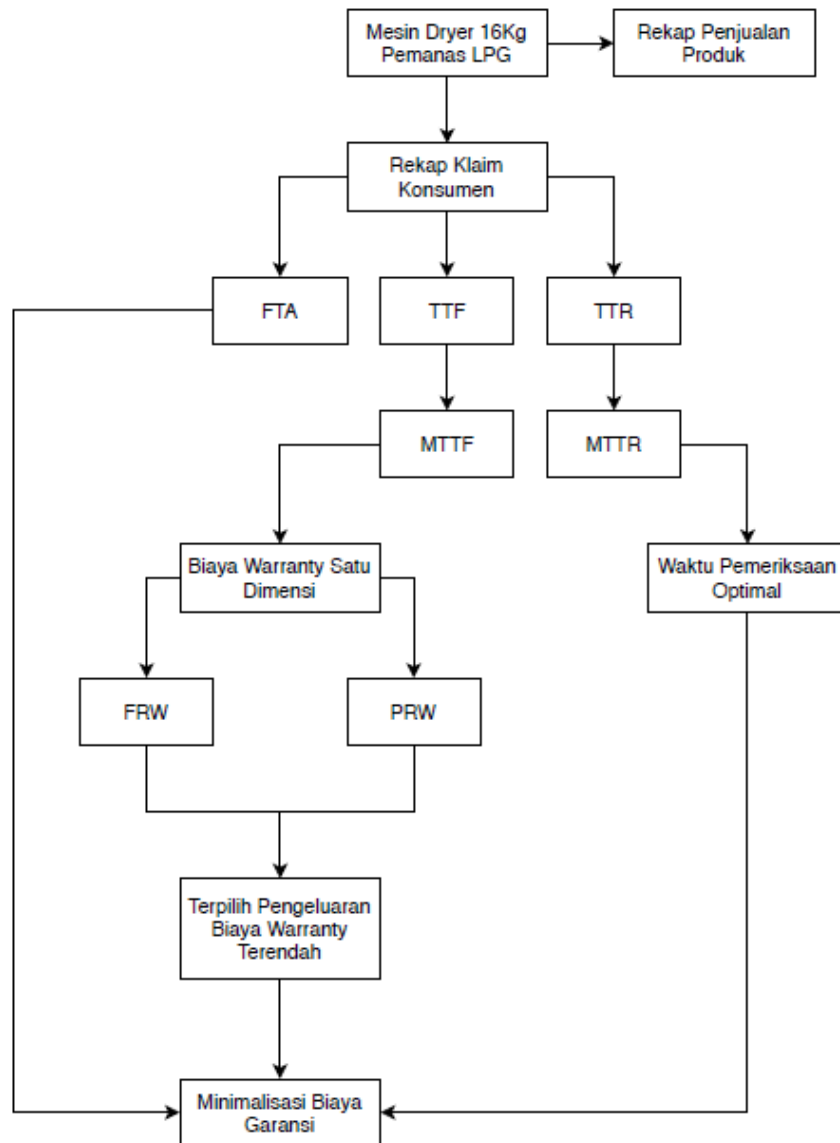 Mesin Dryer 16Kg
Pemanas LPG
Rekap Penjualan
Produk
Rekap Klaim
Konsumen
FTA
TTF
TTR
MTTF
MTTR
Biaya Warranty Satu
Dimensi
Waktu Pemeriksaan
Optimal
FRW
PRW
Terpilih Pengeluaran
Biaya Warranty
Terendah
Minimalisasi Biaya
Garansi